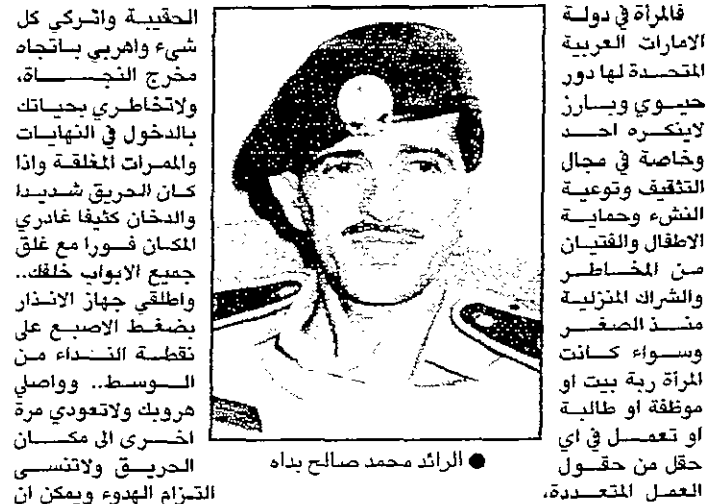 فالمرأة في دولة
الامارات العربية
المتحدة لها دور
حيوي وبارز
لاينكره احد
وخاصة في مجال
التثقيف وتوعية
النشء وحماية
الاطفال والفتيان
من المخاطر
والشراك المنزلية
منذ الصغر
وسواء كانت
المرأة ربة بيت او
موظفة او طالبة
او تعمل في اي
حقل من حقول
العمل المتعددة،
● الرائد محمد صالح بداه
الحقيبة واتركي كل
شيء واهربي باتجاه
مخرج النجاة،
ولاتخاطري بحياتك
بالدخول في النهايات
والممرات المغلقة واذا
كان الحريق شديدا
والدخان كثيفا غادري
المكان فورا مع غلق
جميع الابواب خلفك..
واطلقي جهاز الانذار
بضغط الاصبع على
نقطة النداء من
الوسط.. وواصلي
هروبك ولاتعودي مرة
اخرى الى مكان
الحريق ولاتنسى
التزام الهدوء ويمكن ان